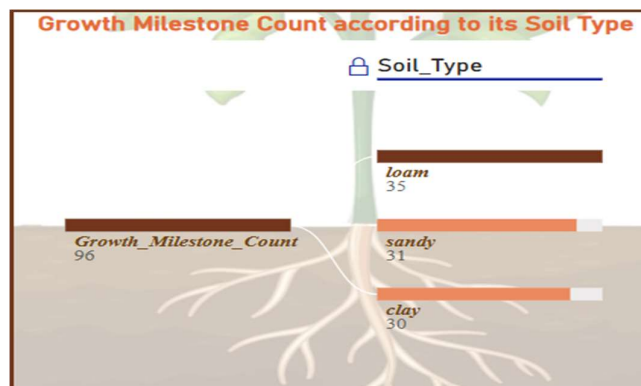 Growth Milestone Count according to its Soil Type
Soil_Type
loam
35
Growth_Milestone_Count
96
sandy
31
clay
30